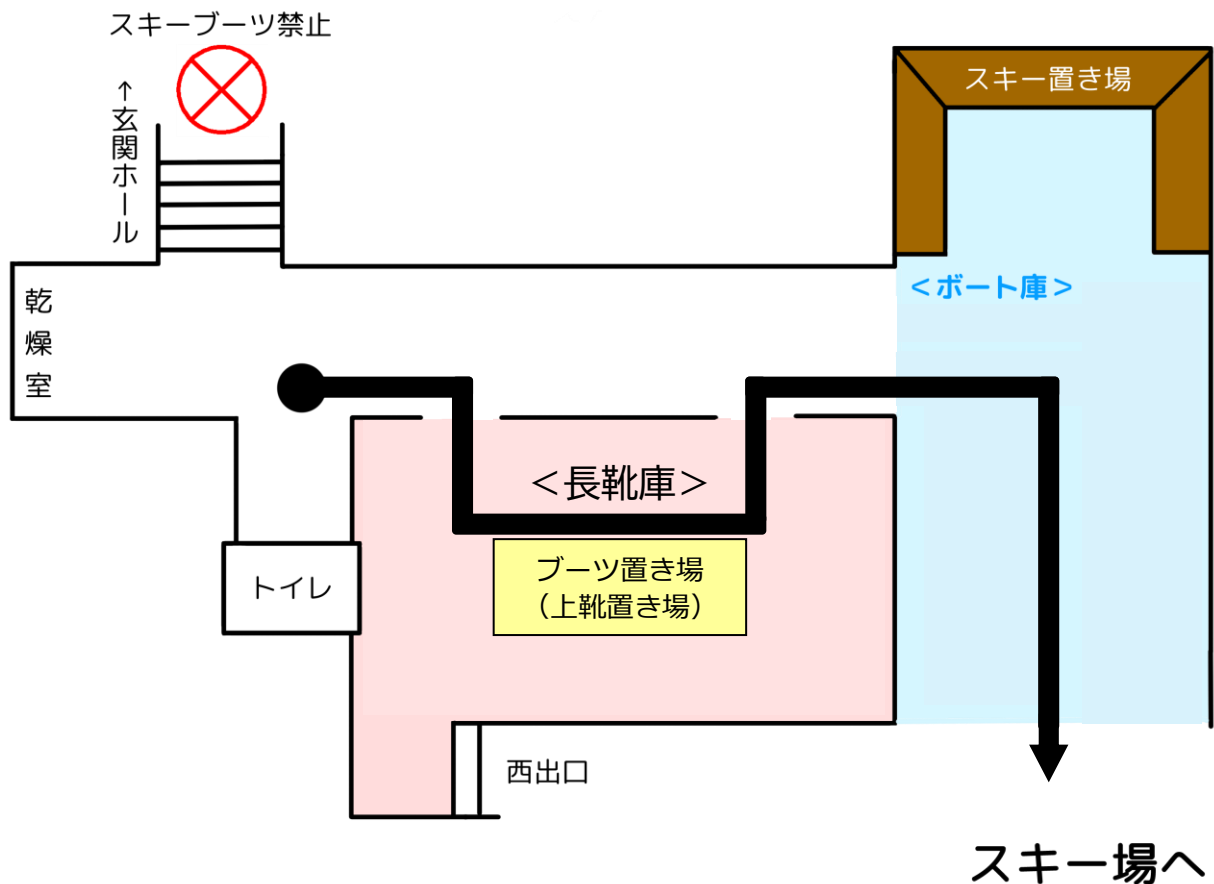 スキーブーツ禁止
↑玄関ホール
スキー置き場
乾燥室
＜ボート庫＞
＜長靴庫＞
ブーツ置き場
（上靴置き場）
トイレ
西出口
スキー場へ